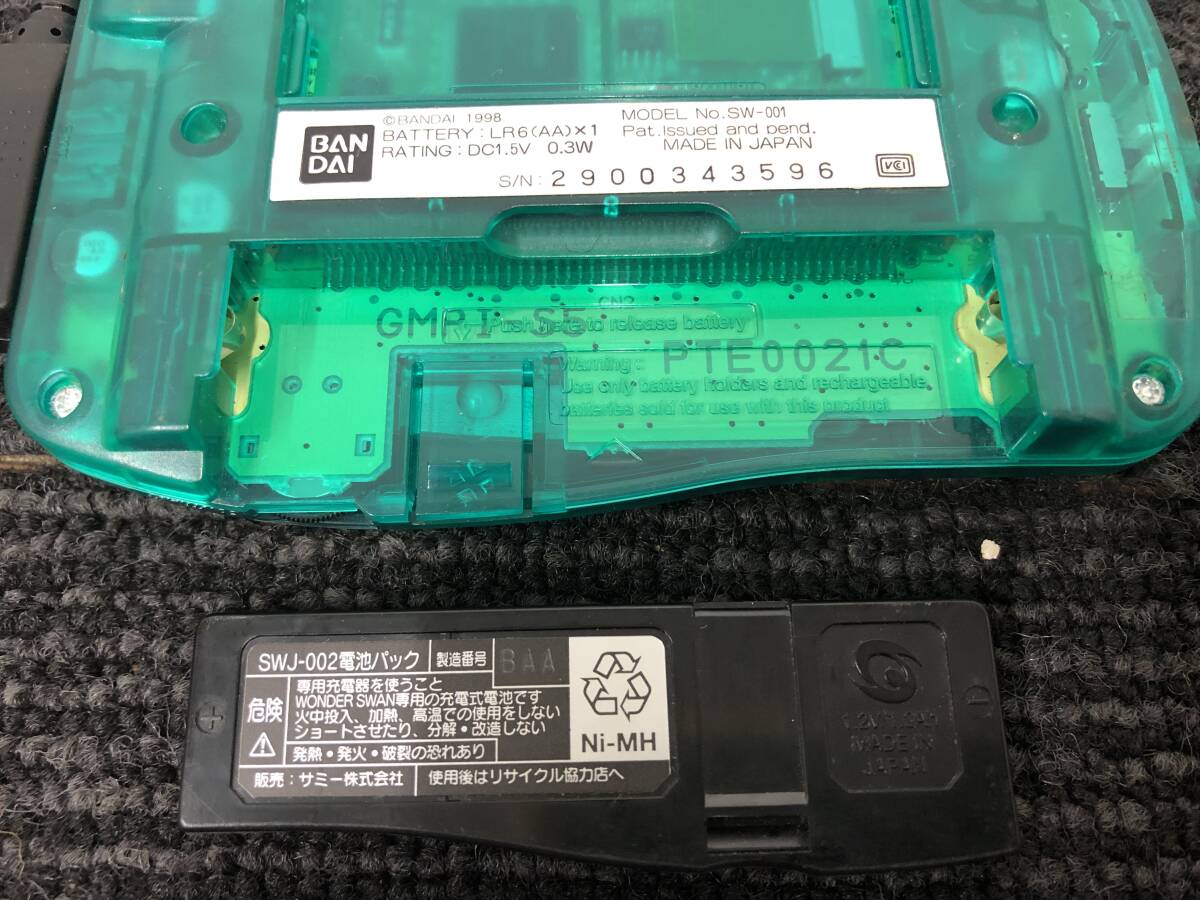 BAN
DAI
©BANDAI 1998
BATTERY : LR6(AA)×1
RATING : DC1.5V 0.3W
MODEL No.SW-001
Pat. Issued and pend.
MADE IN JAPAN
S/N: 2900343596
VCCI
CN2
GMPI-S5
Push here to release battery
PTE0021C
Warning :
Use only battery holders and rechargeable
batteries sold for use with this product
SWJ-002電池パック
製造番号
BAA
危険
専用充電器を使うこと
WONDER SWAN専用の充電式電池です
火中投入、加熱、高温での使用をしない
ショートさせたり、分解・改造しない
発熱・発火・破裂の恐れあり
販売：サミー株式会社
使用後はリサイクル協力店へ
Ni-MH
MADE IN
JAPAN